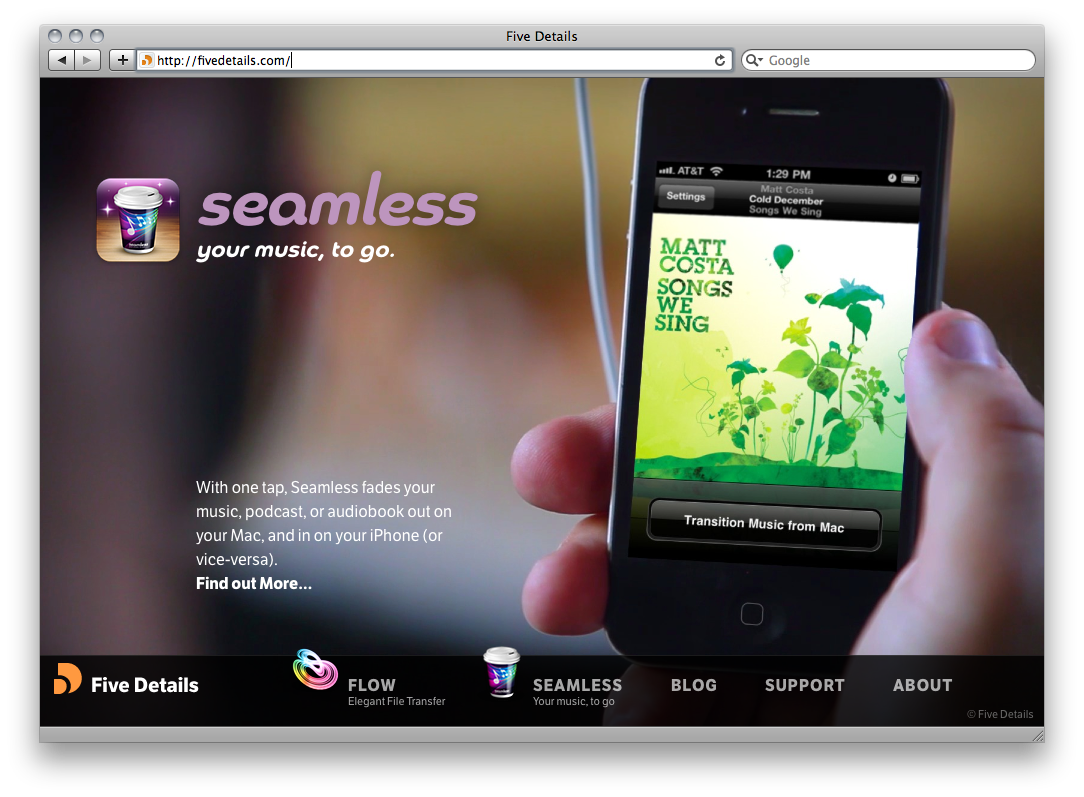 Five Details
http://fivedetails.com/
Google
AT&T
1:29 PM
Settings
Matt Costa
Cold December
Songs We Sing
MATT
COSTA
SONGS
WE
SING
seamless
your music, to go.
seamless
With one tap, Seamless fades your
music, podcast, or audiobook out on
your Mac, and in on your iPhone (or
vice-versa).
Find out More...
Transition Music from Mac
Five Details
FLOW
Elegant File Transfer
SEAMLESS
Your music, to go
BLOG
SUPPORT
ABOUT
© Five Details